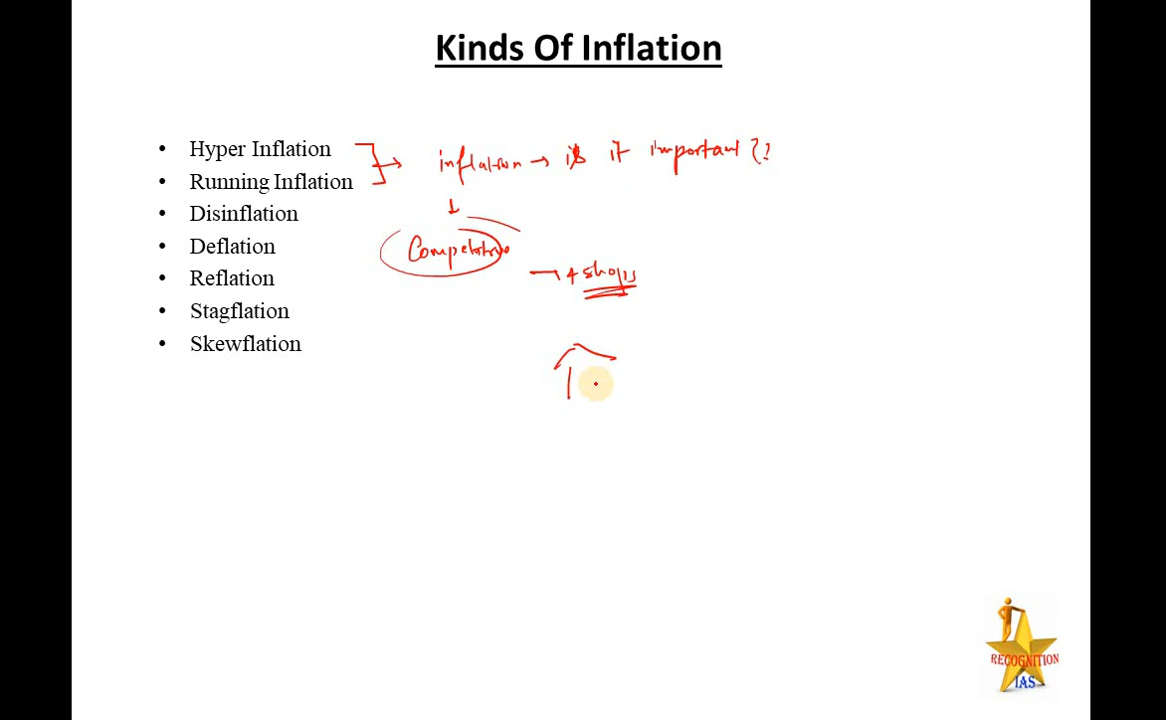 Kinds Of Inflation
• Hyper Inflation
• Running Inflation
• Disinflation
• Deflation
• Reflation
• Stagflation
• Skewflation
inflation → is it important ??
↓
Competetive
→ 4 shops
RECOGNITION
IAS